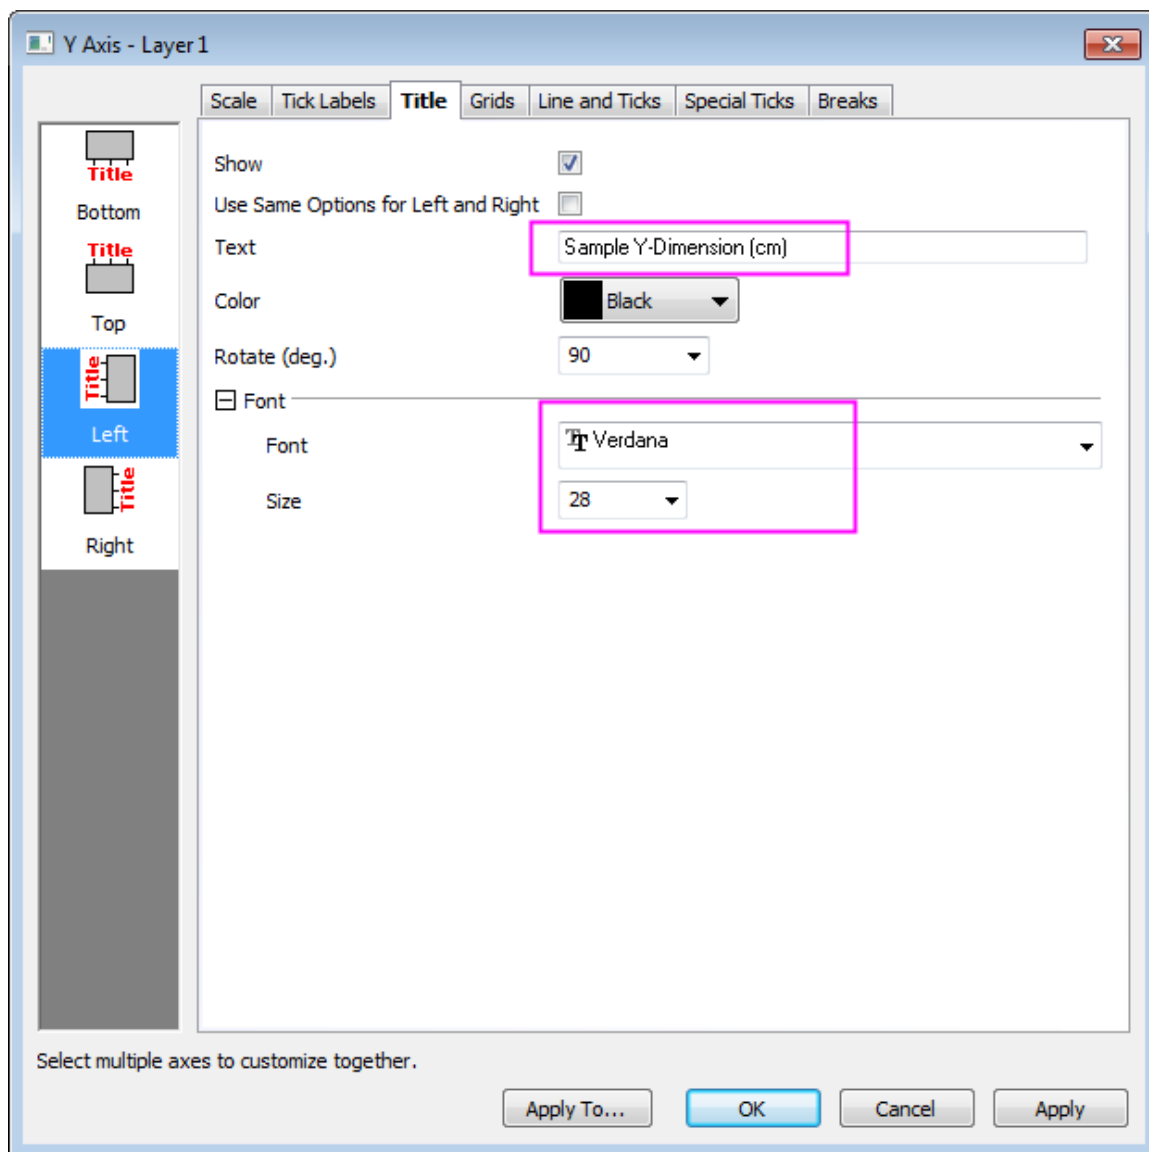 Y Axis - Layer 1
Scale Tick Labels Title Grids Line and Ticks Special Ticks Breaks
Title
Bottom
Title
Top
Title
Left
Title
Right
Show
Use Same Options for Left and Right
Text Sample Y-Dimension (cm)
Color Black
Rotate (deg.) 90
Font
Font Verdana
Size 28
Select multiple axes to customize together.
Apply To... OK Cancel Apply